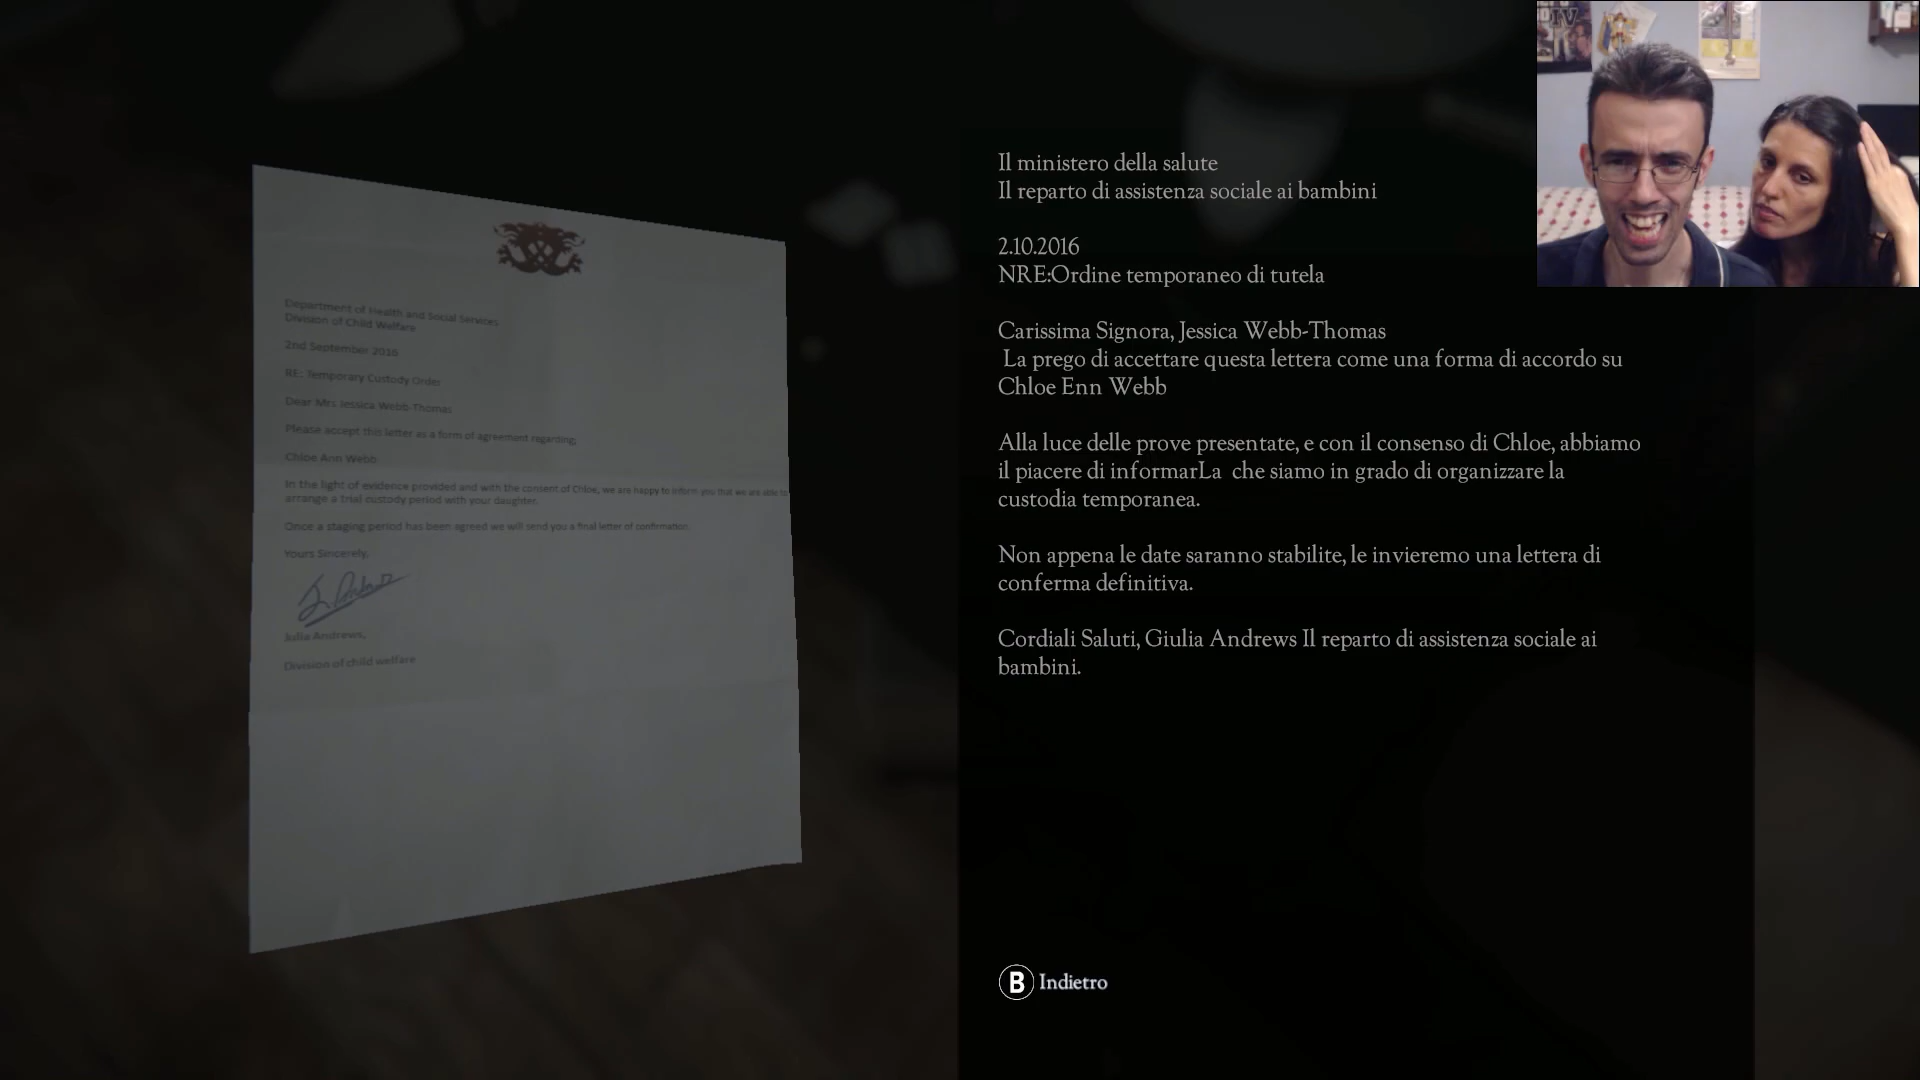 Department of Health and Social Services
Division of Child Welfare
2nd September 2016
RE: Temporary Custody Order
Dear Mrs Jessica Webb-Thomas
Please accept this letter as a form of agreement regarding,
Chloe Ann Webb
In the light of evidence provided and with the consent of Chloe, we are happy to inform you that we are able to
arrange a trial custody period with your daughter.
Once a staging period has been agreed we will send you a final letter of confirmation.
Yours Sincerely,
Julia Andrews,
Division of child welfare
Il ministero della salute
Il reparto di assistenza sociale ai bambini
2.10.2016
NRE:Ordine temporaneo di tutela
Carissima Signora, Jessica Webb-Thomas
La prego di accettare questa lettera come una forma di accordo su
Chloe Enn Webb
Alla luce delle prove presentate, e con il consenso di Chloe, abbiamo
il piacere di informarLa che siamo in grado di organizzare la
custodia temporanea.
Non appena le date saranno stabilite, le invieremo una lettera di
conferma definitiva.
Cordiali Saluti, Giulia Andrews Il reparto di assistenza sociale ai
bambini.
B Indietro
IV